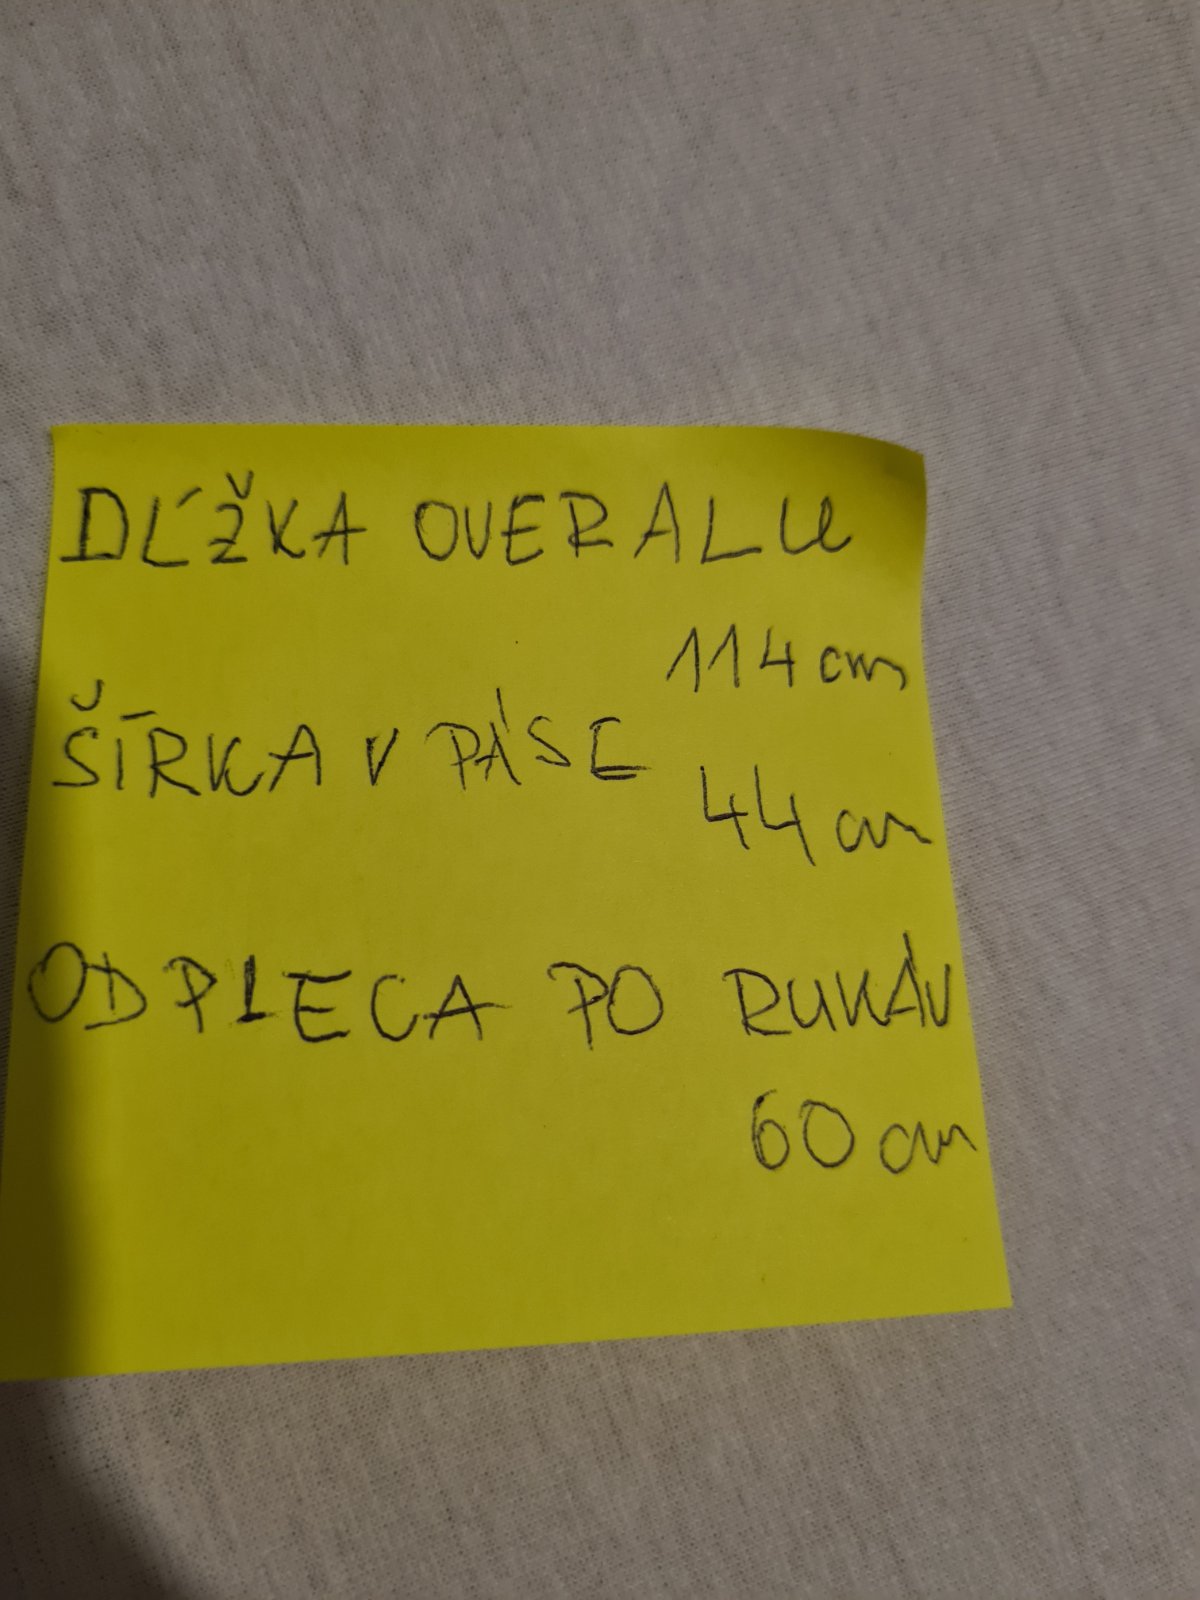 DĹŽKA OVERALU
114 cm
ŠÍRKA V PÁSE
44 cm
OD PLECA PO RUKÁV
60 cm